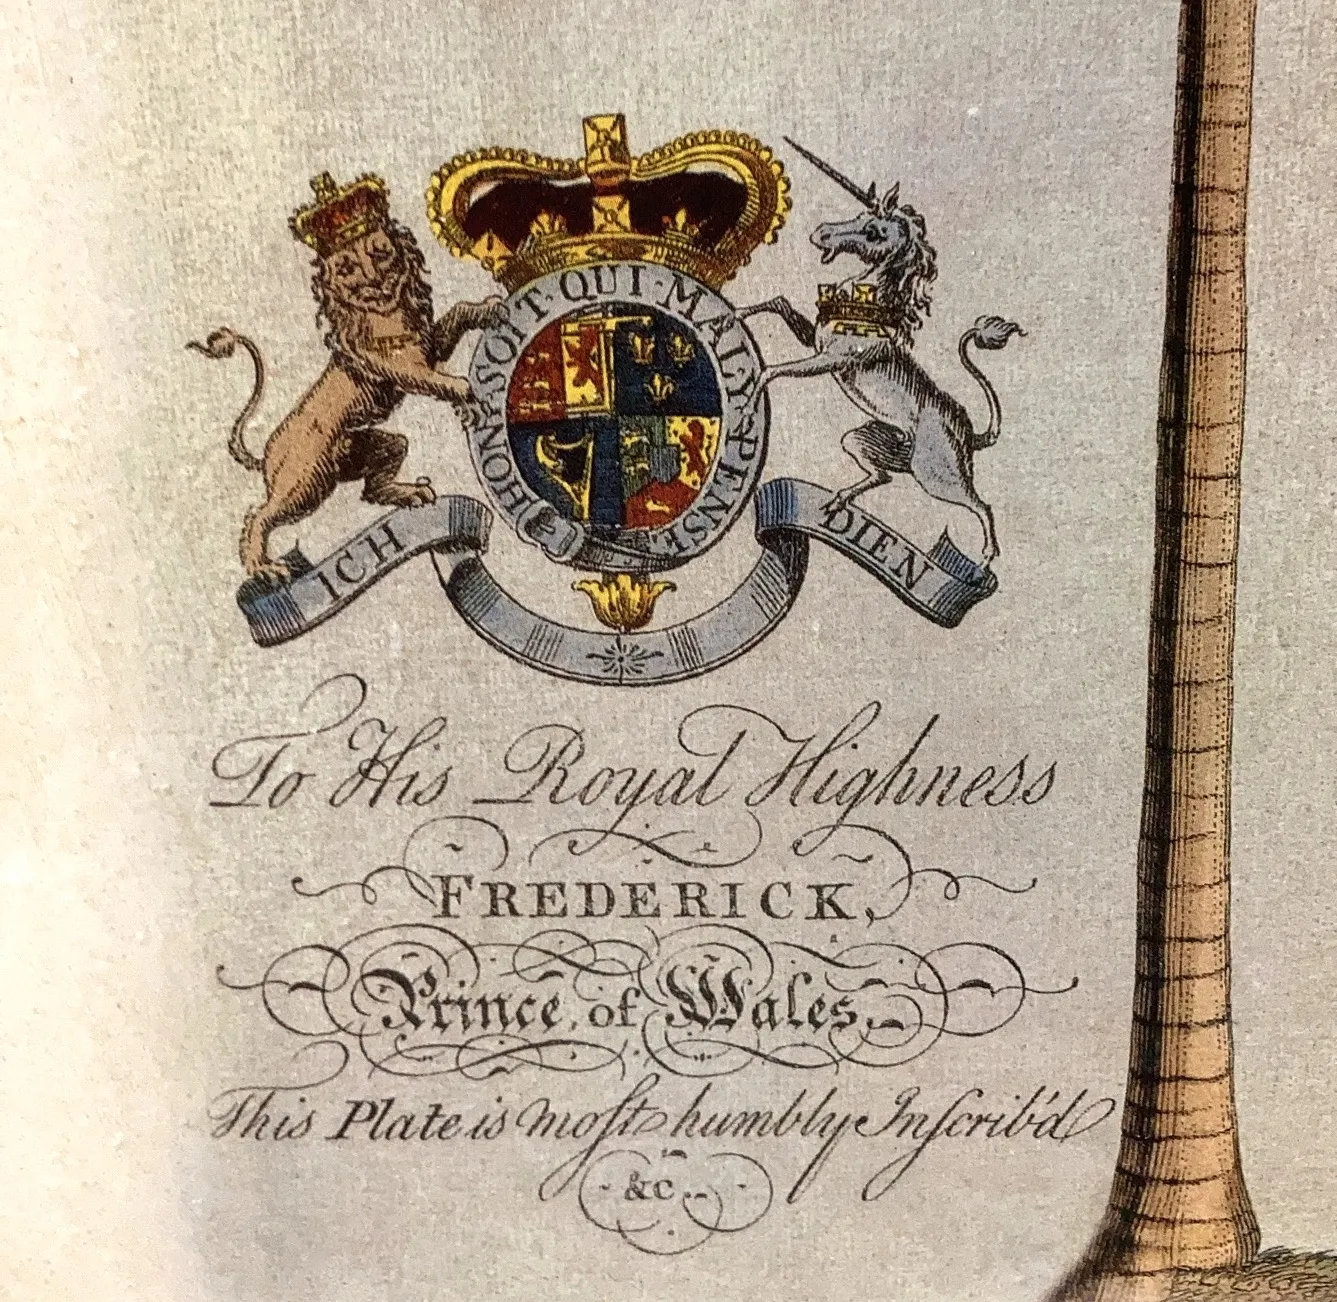 HONI·SOIT·QUI·MAL·Y·PENSE
ICH DIEN
To His Royal Highness
FREDERICK,
Prince, of Wales,
This Plate is moſt humbly Inſcrib'd
&c.